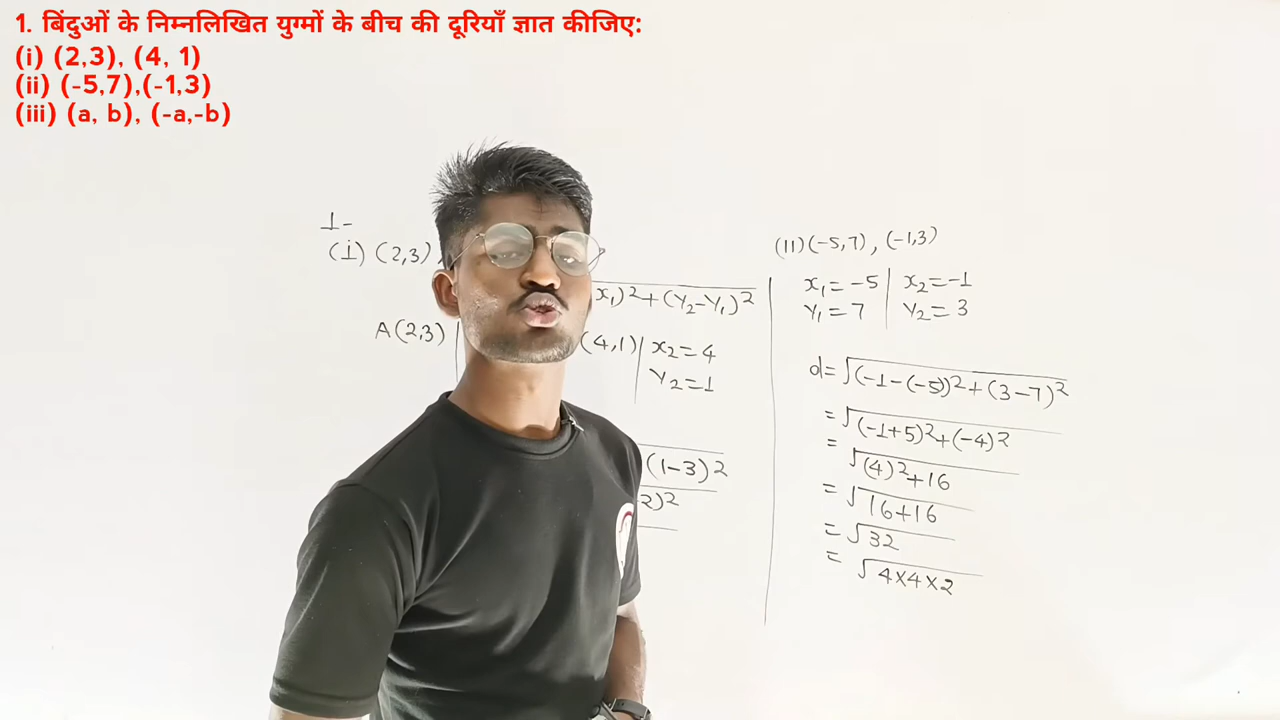 1. बिंदुओं के निम्नलिखित युग्मों के बीच की दूरियाँ ज्ञात कीजिए:
(i) (2,3), (4, 1)
(ii) (-5,7),(-1,3)
(iii) (a, b), (-a,-b)
1-
(i) (2,3),
x₁)²+(Y₂-Y₁)²
A(2,3)
(4,1) | x₂=4
Y₂=1
(1-3)²
2)²
(11)(-5,7), (-1,3)
x₁=-5 | x₂=-1
Y₁=7 | Y₂=3
d=√(-1-(-5))²+(3-7)²
=√(-1+5)²+(-4)²
=√(4)²+16
=√16+16
=√32
=√4×4×2